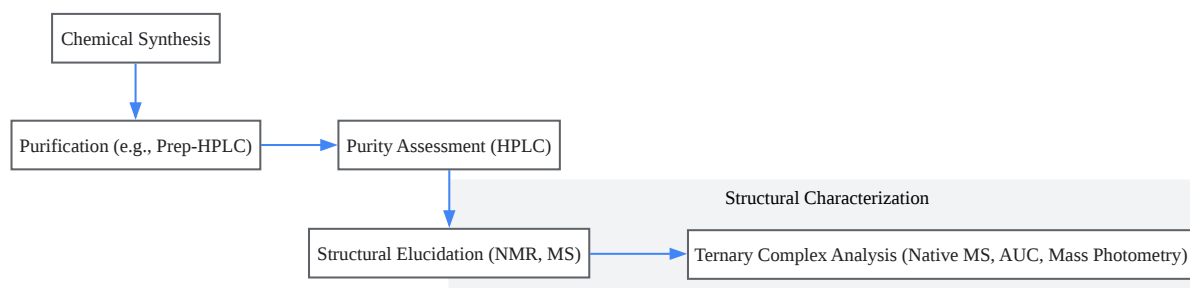 Chemical Synthesis
Purification (e.g., Prep-HPLC)
Purity Assessment (HPLC)
Structural Characterization
Structural Elucidation (NMR, MS)
Ternary Complex Analysis (Native MS, AUC, Mass Photometry)